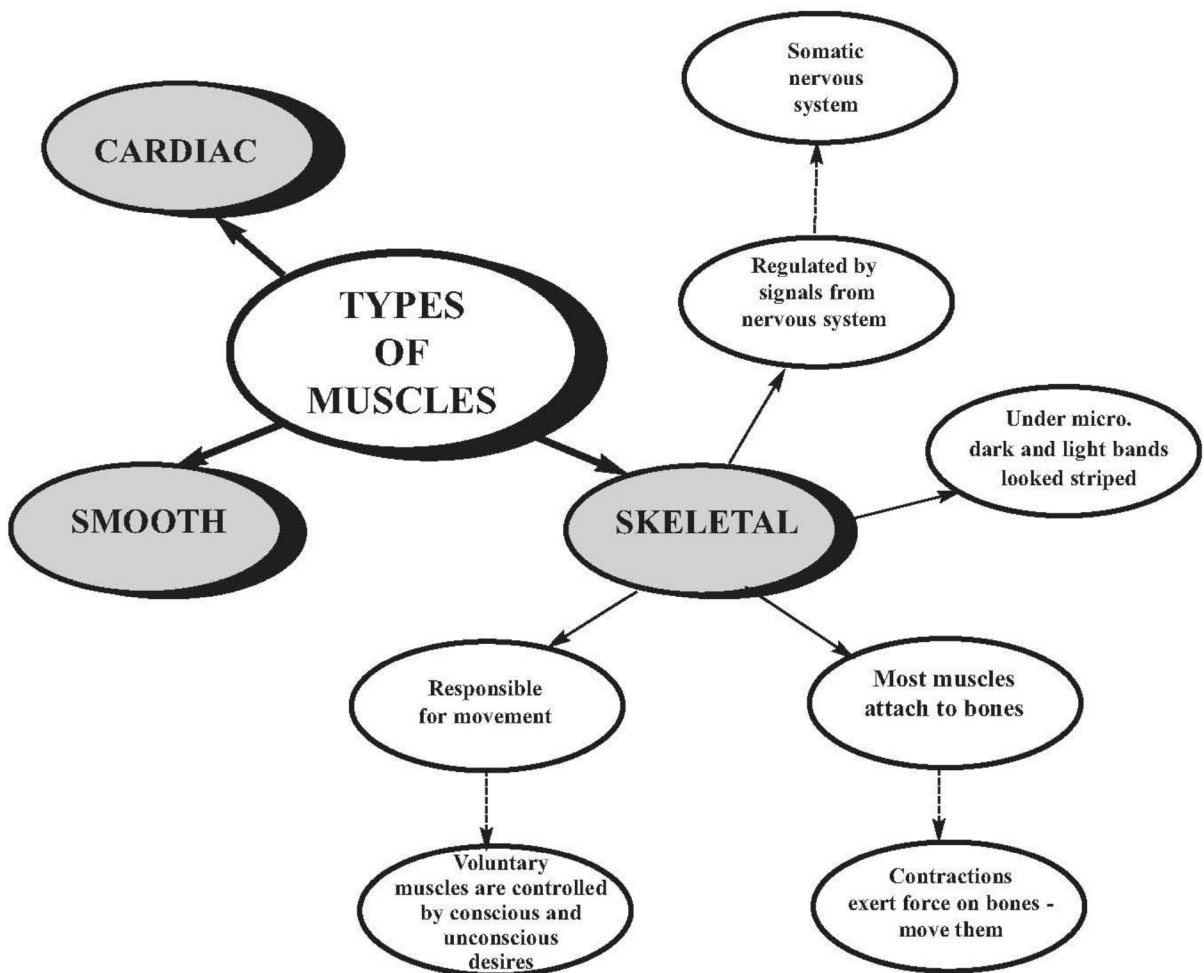 Somatic
nervous
system
CARDIAC
Regulated by
signals from
nervous system
TYPES
OF
MUSCLES
Under micro.
dark and light bands
looked striped
SMOOTH
SKELETAL
Responsible
for movement
Most muscles
attach to bones
Voluntary
muscles are controlled
by conscious and
unconscious
desires
Contractions
exert force on bones -
move them